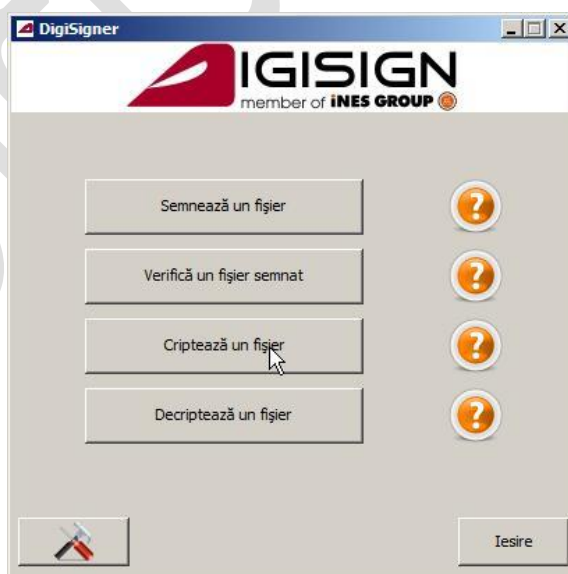 DigiSigner
DIGISIGN
member of iNES GROUP
Semnează un fişier
?
Verifică un fişier semnat
?
Criptează un fişier
?
Decriptează un fişier
?
Iesire